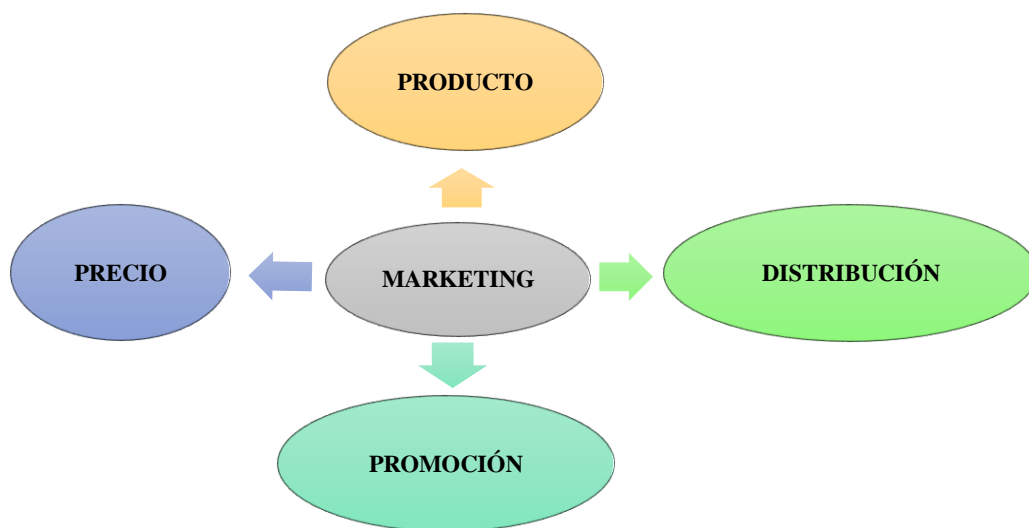 PRODUCTO
PRECIO
MARKETING
DISTRIBUCIÓN
PROMOCIÓN